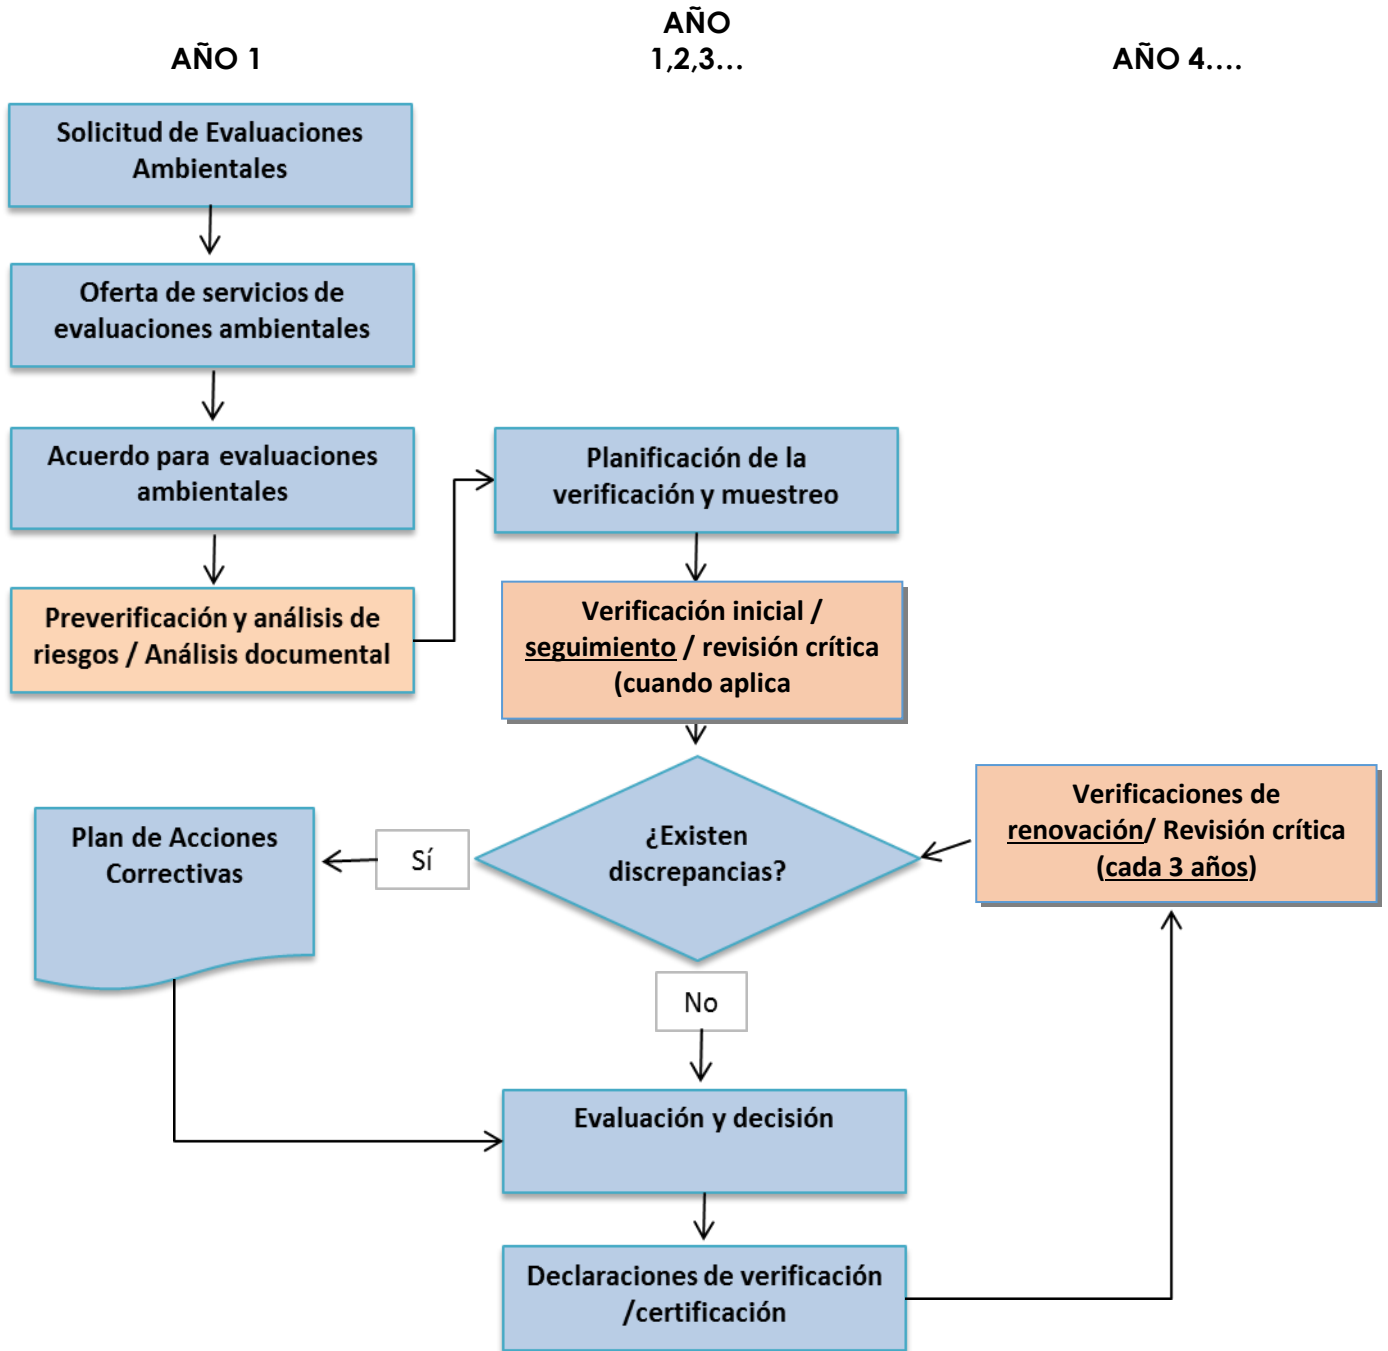 AÑO 1
AÑO
1,2,3...
AÑO 4....
Solicitud de Evaluaciones
Ambientales
Oferta de servicios de
evaluaciones ambientales
Acuerdo para evaluaciones
ambientales
Preverificación y análisis de
riesgos / Análisis documental
Planificación de la
verificación y muestreo
Verificación inicial /
seguimiento / revisión crítica
(cuando aplica
¿Existen
discrepancias?
Verificaciones de
renovación/ Revisión crítica
(cada 3 años)
Sí
Plan de Acciones
Correctivas
No
Evaluación y decisión
Declaraciones de verificación
/certificación